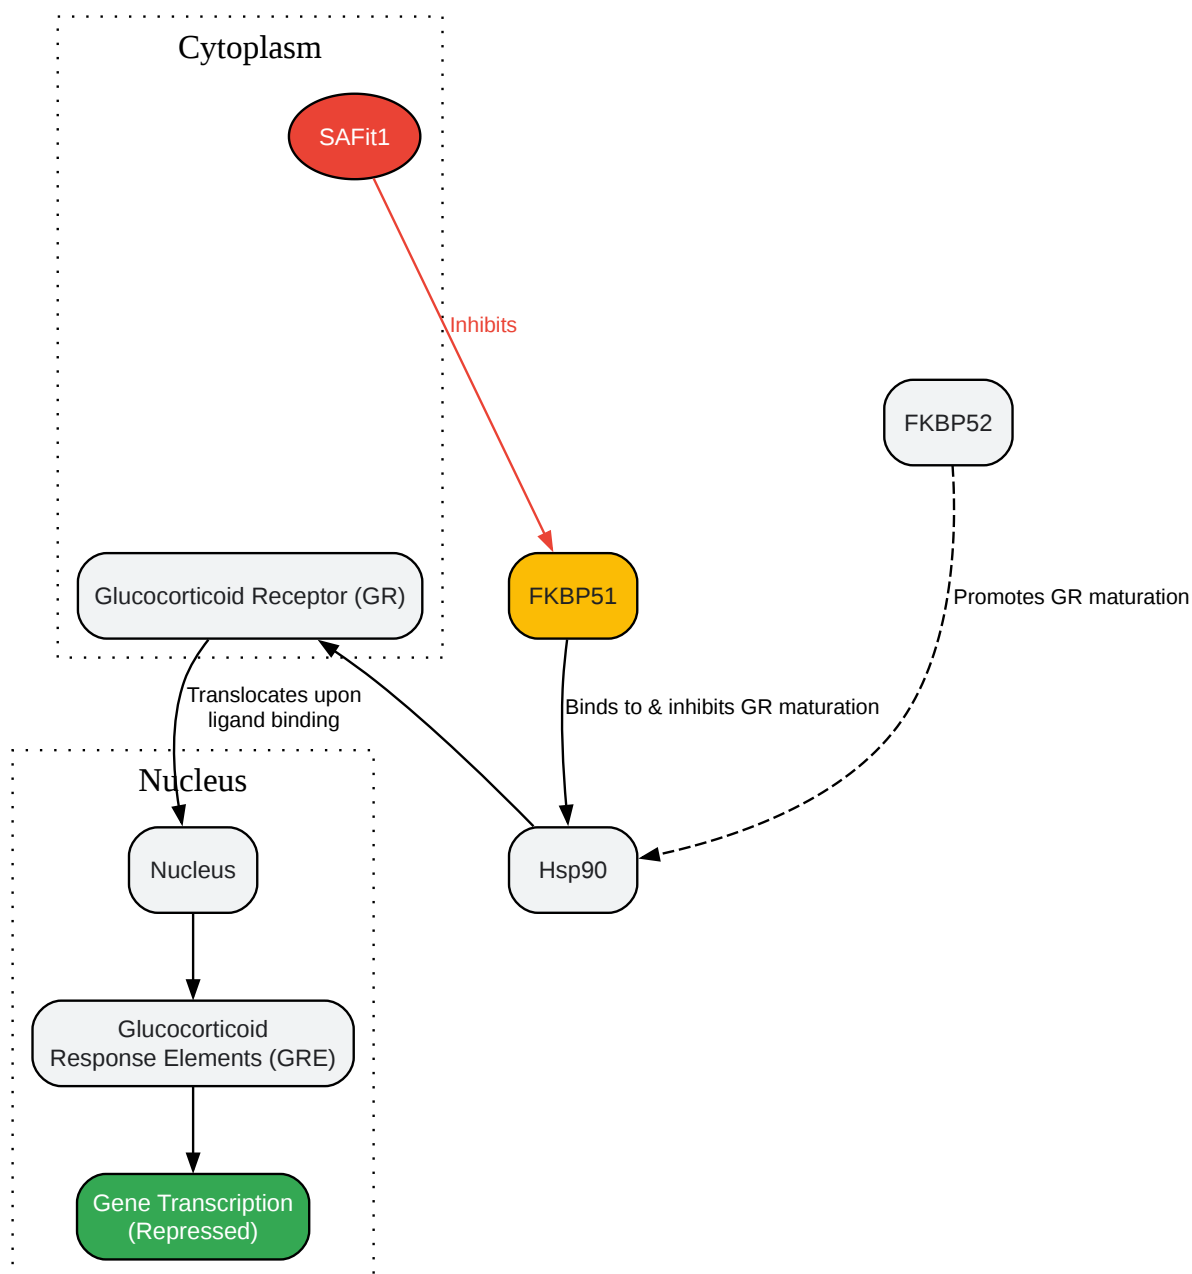 Cytoplasm
SAFit1
Inhibits
FKBP52
Glucocorticoid Receptor (GR)
FKBP51
Promotes GR maturation
Translocates upon
ligand binding
Binds to & inhibits GR maturation
Nucleus
Nucleus
Hsp90
Glucocorticoid
Response Elements (GRE)
Gene Transcription
(Repressed)